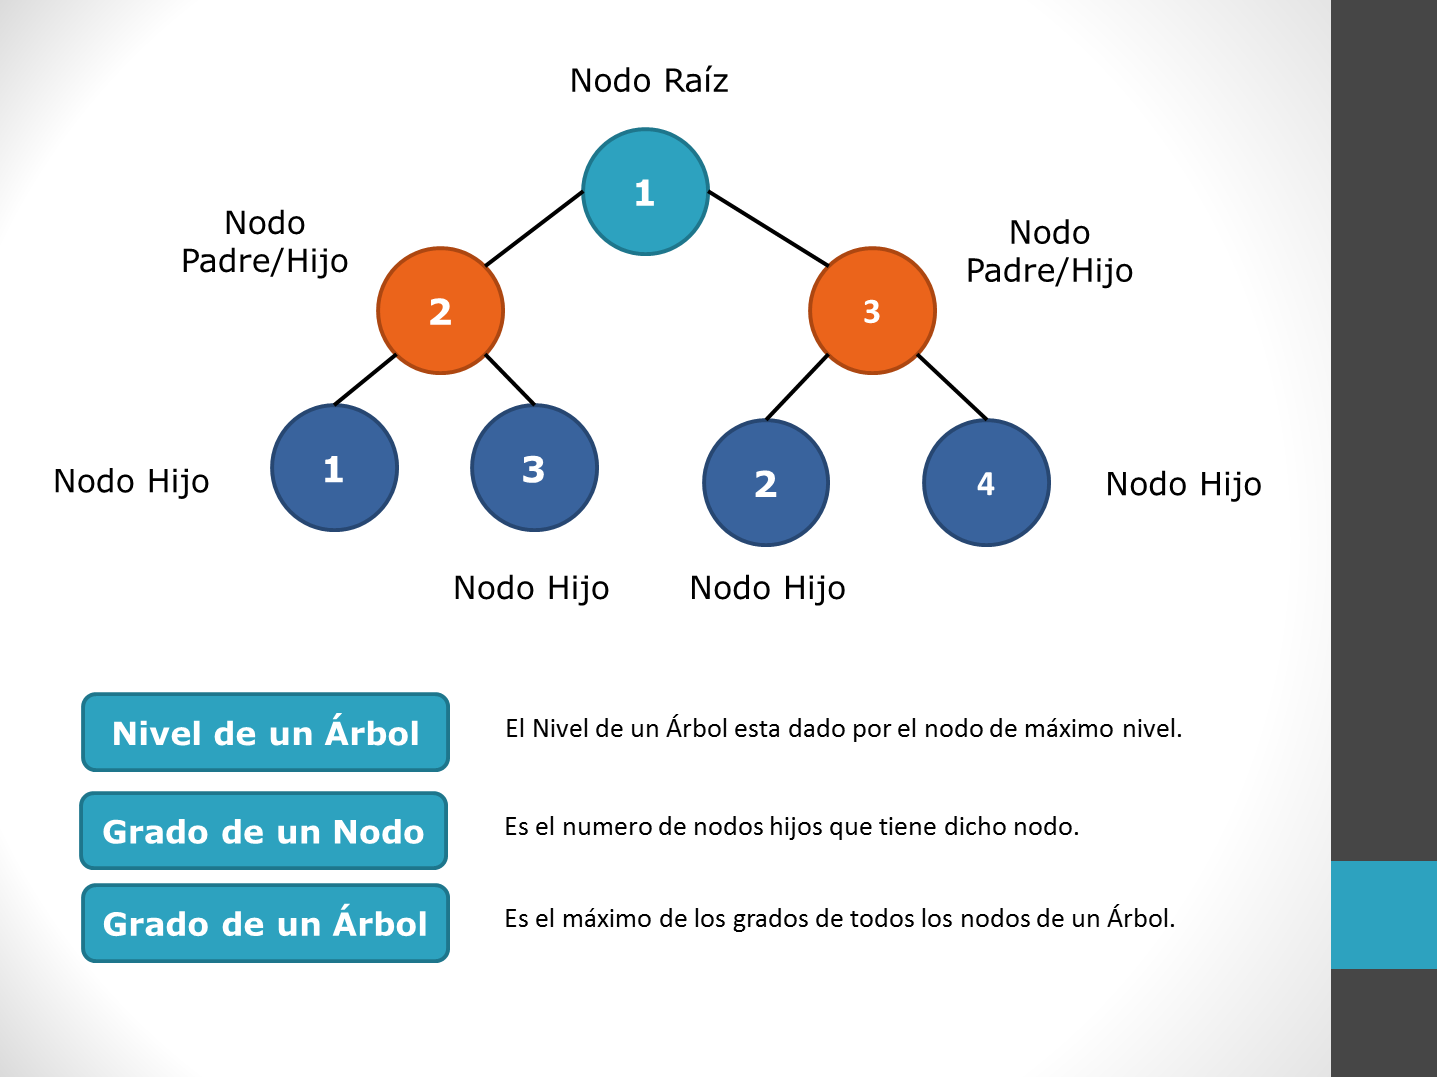 Nodo Raíz
1
Nodo
Padre/Hijo
Nodo
Padre/Hijo
2
3
Nodo Hijo
1
3
2
4
Nodo Hijo
Nodo Hijo
Nodo Hijo
Nivel de un Árbol
El Nivel de un Árbol esta dado por el nodo de máximo nivel.
Grado de un Nodo
Es el numero de nodos hijos que tiene dicho nodo.
Grado de un Árbol
Es el máximo de los grados de todos los nodos de un Árbol.